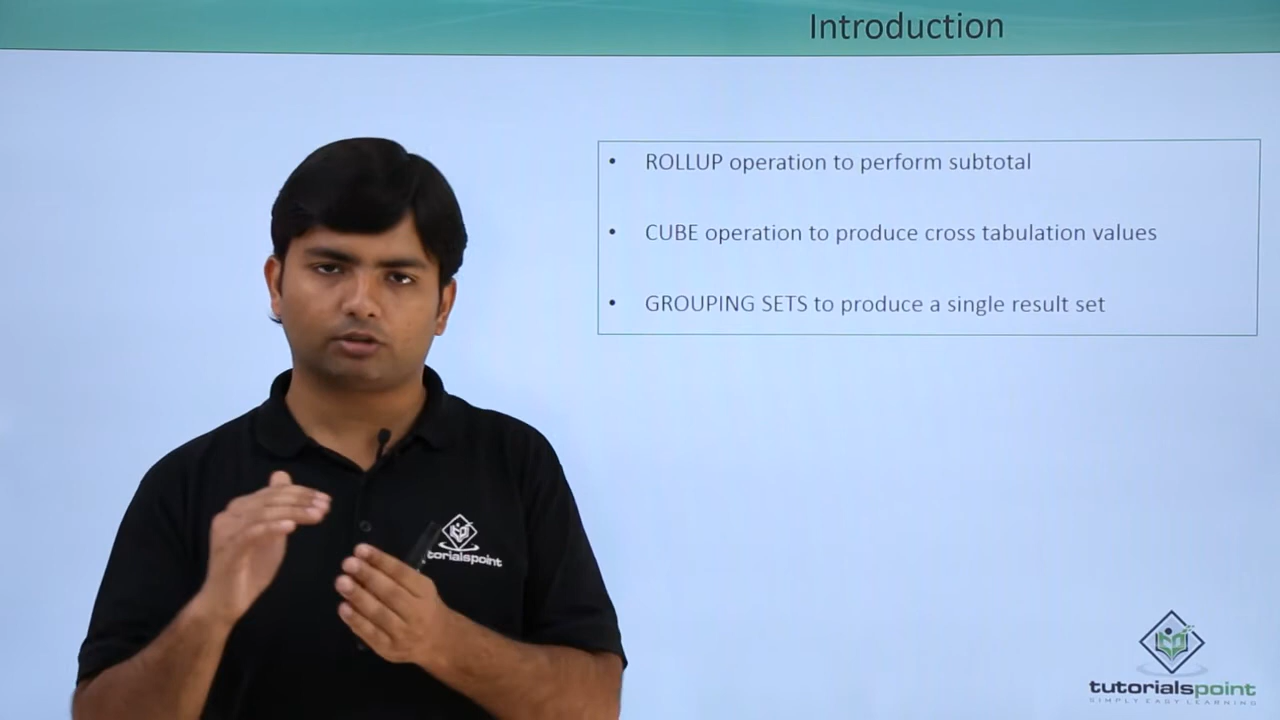 Introduction
• ROLLUP operation to perform subtotal
• CUBE operation to produce cross tabulation values
• GROUPING SETS to produce a single result set
torialspoint
tutorialspoint
SIMPLY EASY LEARNING